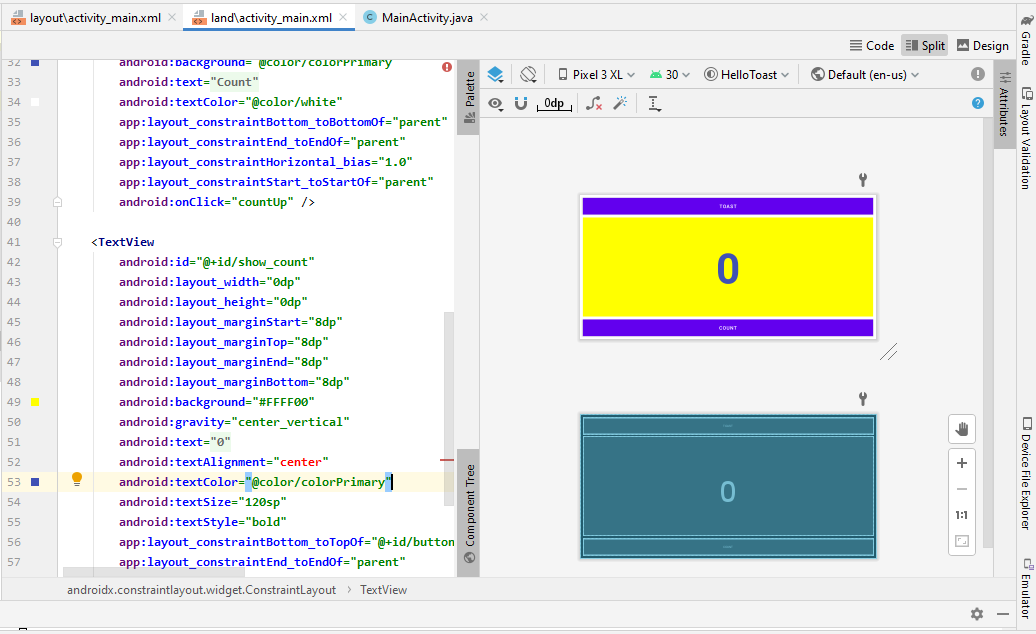 layout\activity_main.xml
land\activity_main.xml
C MainActivity.java
Code
Split
Design
32 android:background="@color/colorPrimary
33 android:text="Count"
34 android:textColor="@color/white"
35 app:layout_constraintBottom_toBottomOf="parent"
36 app:layout_constraintEnd_toEndOf="parent"
37 app:layout_constraintHorizontal_bias="1.0"
38 app:layout_constraintStart_toStartOf="parent"
39 android:onClick="countUp" />
40
41 <TextView
42 android:id="@+id/show_count"
43 android:layout_width="0dp"
44 android:layout_height="0dp"
45 android:layout_marginStart="8dp"
46 android:layout_marginTop="8dp"
47 android:layout_marginEnd="8dp"
48 android:layout_marginBottom="8dp"
49 android:background="#FFFF00"
50 android:gravity="center_vertical"
51 android:text="0"
52 android:textAlignment="center"
53 android:textColor="@color/colorPrimary"
54 android:textSize="120sp"
55 android:textStyle="bold"
56 app:layout_constraintBottom_toTopOf="@+id/button
57 app:layout_constraintEnd_toEndOf="parent"
androidx.constraintlayout.widget.ConstraintLayout > TextView
Palette
Component Tree
Pixel 3 XL
30
HelloToast
Default (en-us)
0dp
TOAST
0
COUNT
0
1:1
Attributes
Gradle
Layout Validation
Device File Explorer
Emulator